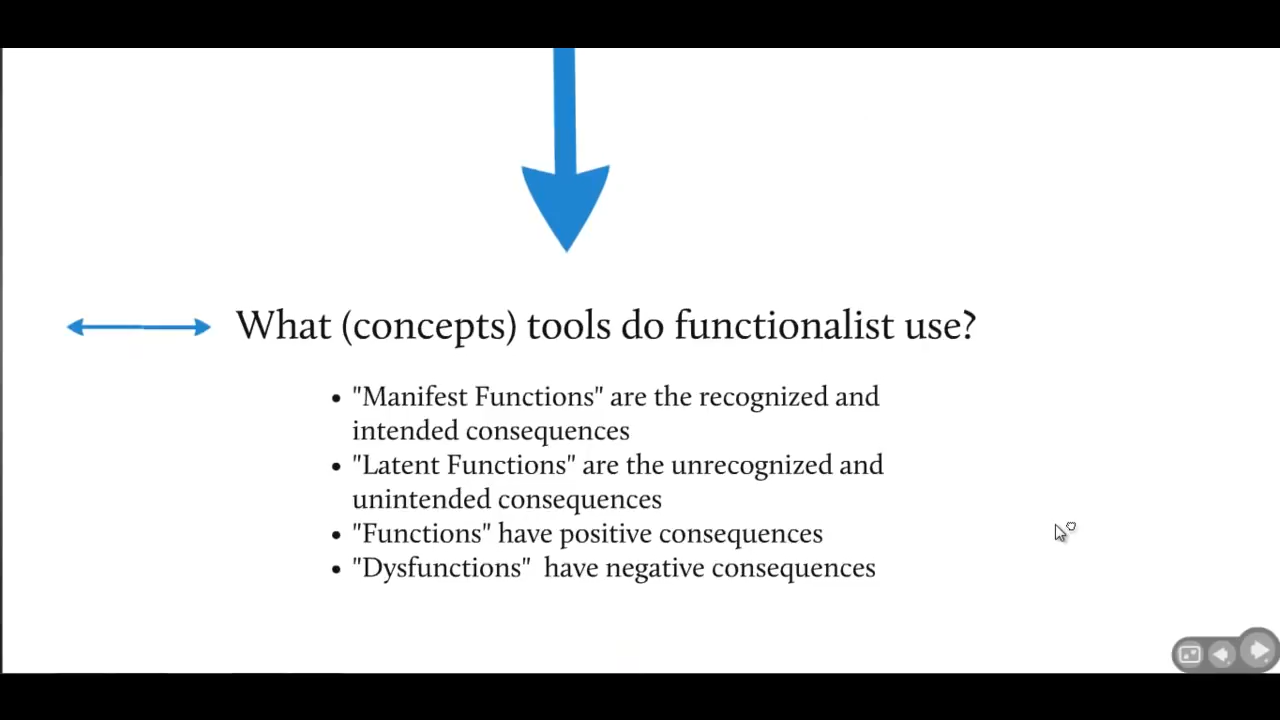 What (concepts) tools do functionalist use?
• "Manifest Functions" are the recognized and
intended consequences
• "Latent Functions" are the unrecognized and
unintended consequences
• "Functions" have positive consequences
• "Dysfunctions"  have negative consequences